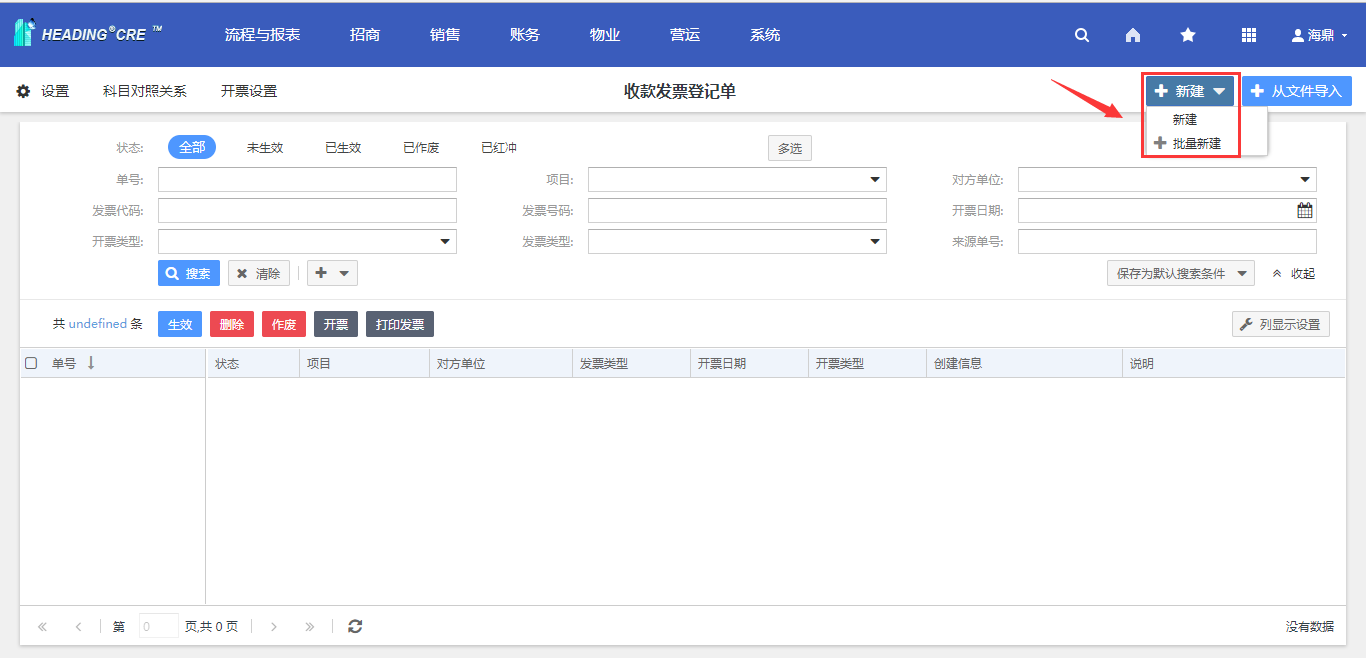 HEADING®CRE ™ 流程与报表 招商 销售 账务 物业 营运 系统 海鼎
设置 科目对照关系 开票设置 收款发票登记单 新建 从文件导入
新建
批量新建
状态: 全部 未生效 已生效 已作废 已红冲 多选
单号: 项目: 对方单位:
发票代码: 发票号码: 开票日期:
开票类型: 发票类型: 来源单号:
搜索 清除 保存为默认搜索条件 收起
共 undefined 条 生效 删除 作废 开票 打印发票 列显示设置
单号 状态 项目 对方单位 发票类型 开票日期 开票类型 创建信息 说明
第 0 页,共 0 页 没有数据